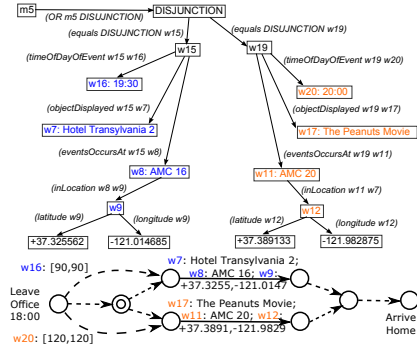 m5
(OR m5 DISJUNCTION)
DISJUNCTION
(equals DISJUNCTION w15)
(equals DISJUNCTION w19)
w15
w19
(timeOfDayOfEvent w15 w16)
(timeOfDayOfEvent w19 w20)
w16: 19:30
w20: 20:00
(objectDisplayed w15 w7)
(objectDisplayed w19 w17)
w7: Hotel Transylvania 2
w17: The Peanuts Movie
(eventsOccursAt w15 w8)
(eventsOccursAt w19 w11)
w8: AMC 16
w11: AMC 20
(inLocation w8 w9)
(inLocation w11 w7)
w9
w12
(latitude w9)
(longitude w9)
(latitude w12)
(longitude w12)
+37.325562
-121.014685
+37.389133
-121.982875
w16: [90,90]
w7: Hotel Transylvania 2;
w8: AMC 16; w9:
+37.3255,-121.0147
Leave
Office
18:00
w17: The Peanuts Movie;
w11: AMC 20; w12:
+37.3891,-121.9829
w20: [120,120]
Arrive
Home